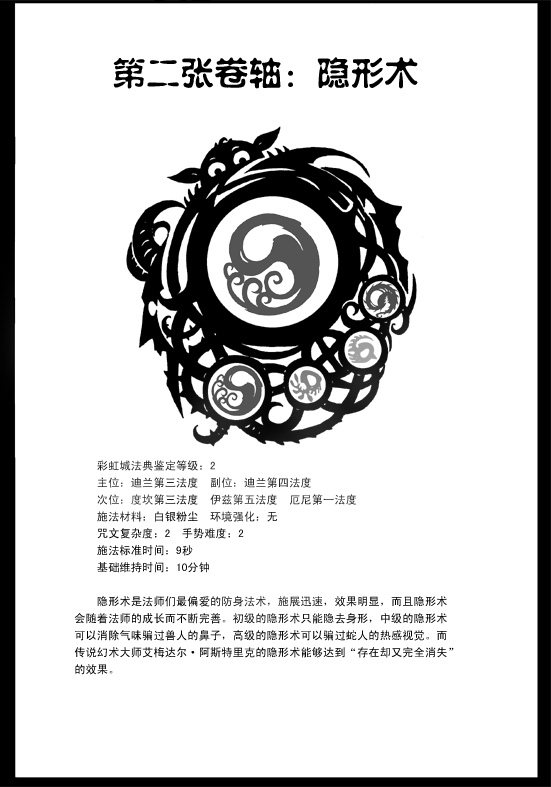 第二张卷轴：隐形术
彩虹城法典鉴定等级：2
主位：迪兰第三法度 副位：迪兰第四法度
次位：度坎第三法度 伊兹第五法度 厄尼第一法度
施法材料：白银粉尘 环境强化：无
咒文复杂度：2 手势难度：2
施法标准时间：9秒
基础维持时间：10分钟
隐形术是法师们最偏爱的防身法术，施展迅速，效果明显，而且隐形术
会随着法师的成长而不断完善。初级的隐形术只能隐去身形，中级的隐形术
可以消除气味骗过兽人的鼻子，高级的隐形术可以骗过蛇人的热感视觉。而
传说幻术大师艾梅达尔·阿斯特里克的隐形术能够达到“存在却又完全消失”
的效果。